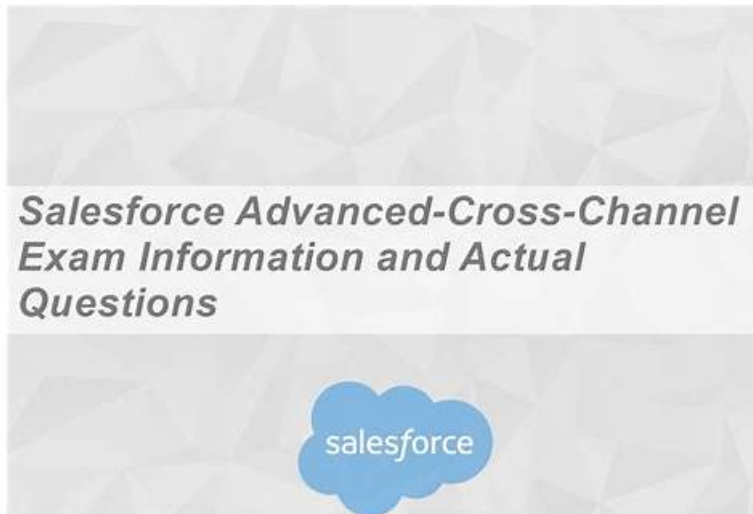 Salesforce Advanced-Cross-Channel
Exam Information and Actual
Questions
salesforce